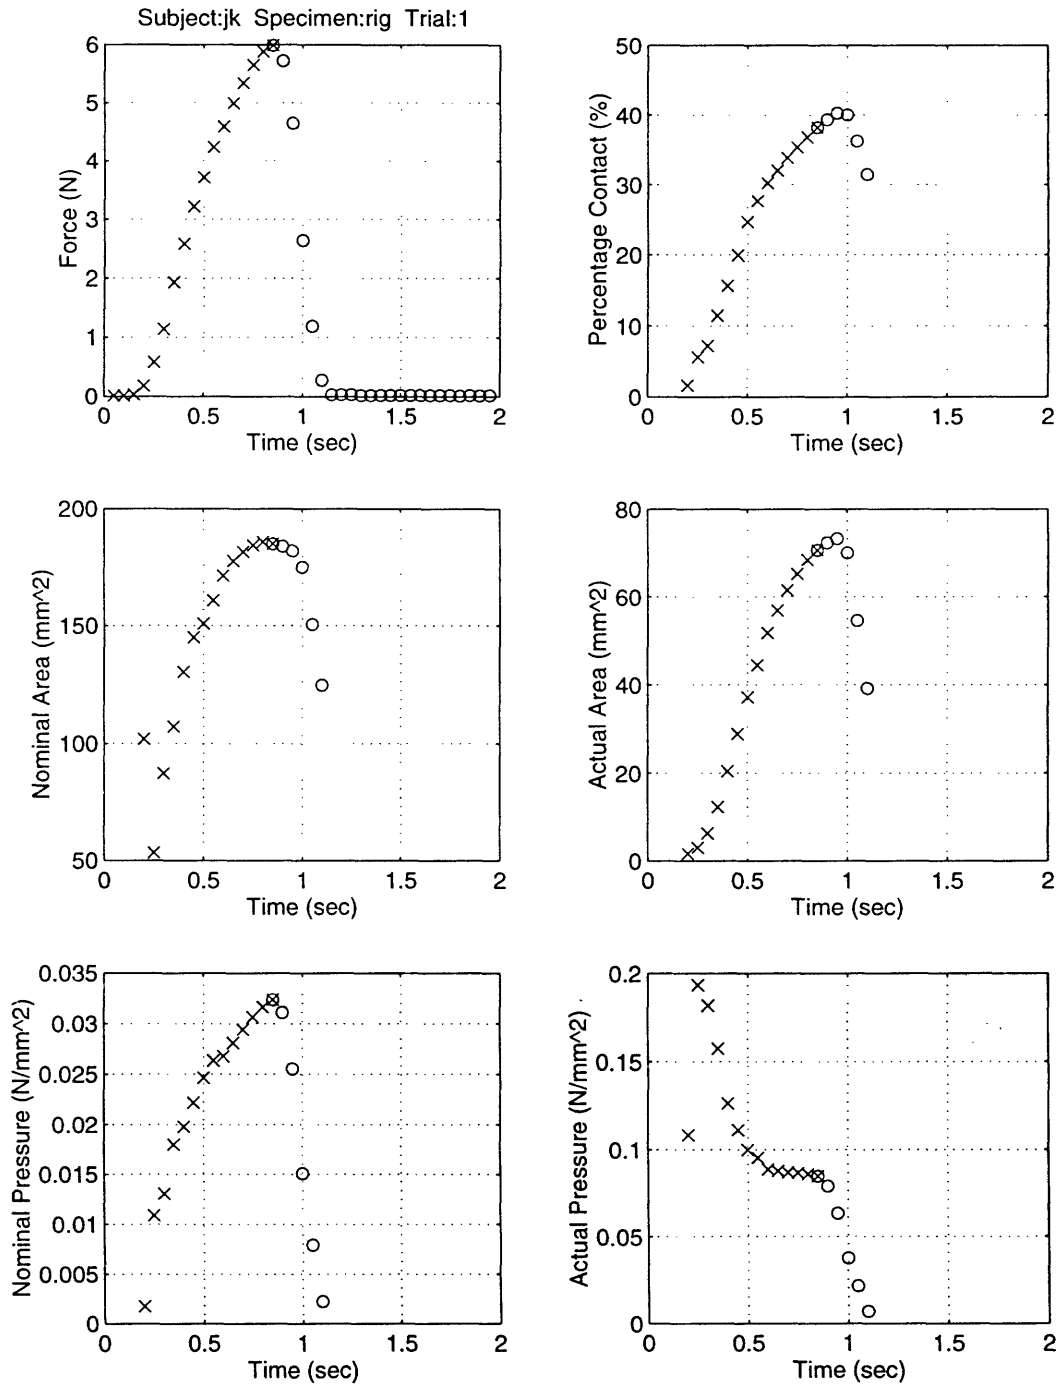 Subject:jk Specimen:rig Trial:1
6
5
4
3
2
1
0
Force (N)
0 0.5 1 1.5 2
Time (sec)
50
40
30
20
10
0
Percentage Contact (%)
0 0.5 1 1.5 2
Time (sec)
200
150
100
50
Nominal Area (mm^2)
0 0.5 1 1.5 2
Time (sec)
80
60
40
20
0
Actual Area (mm^2)
0 0.5 1 1.5 2
Time (sec)
0.035
0.03
0.025
0.02
0.015
0.01
0.005
0
Nominal Pressure (N/mm^2)
0 0.5 1 1.5 2
Time (sec)
0.2
0.15
0.1
0.05
0
Actual Pressure (N/mm^2)
0 0.5 1 1.5 2
Time (sec)